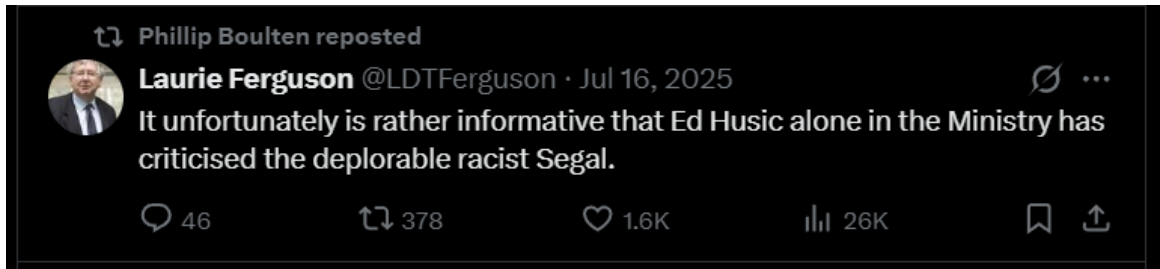 Phillip Boulten reposted
Laurie Ferguson @LDTFerguson · Jul 16, 2025
It unfortunately is rather informative that Ed Husic alone in the Ministry has
criticised the deplorable racist Segal.
46 378 1.6K 26K